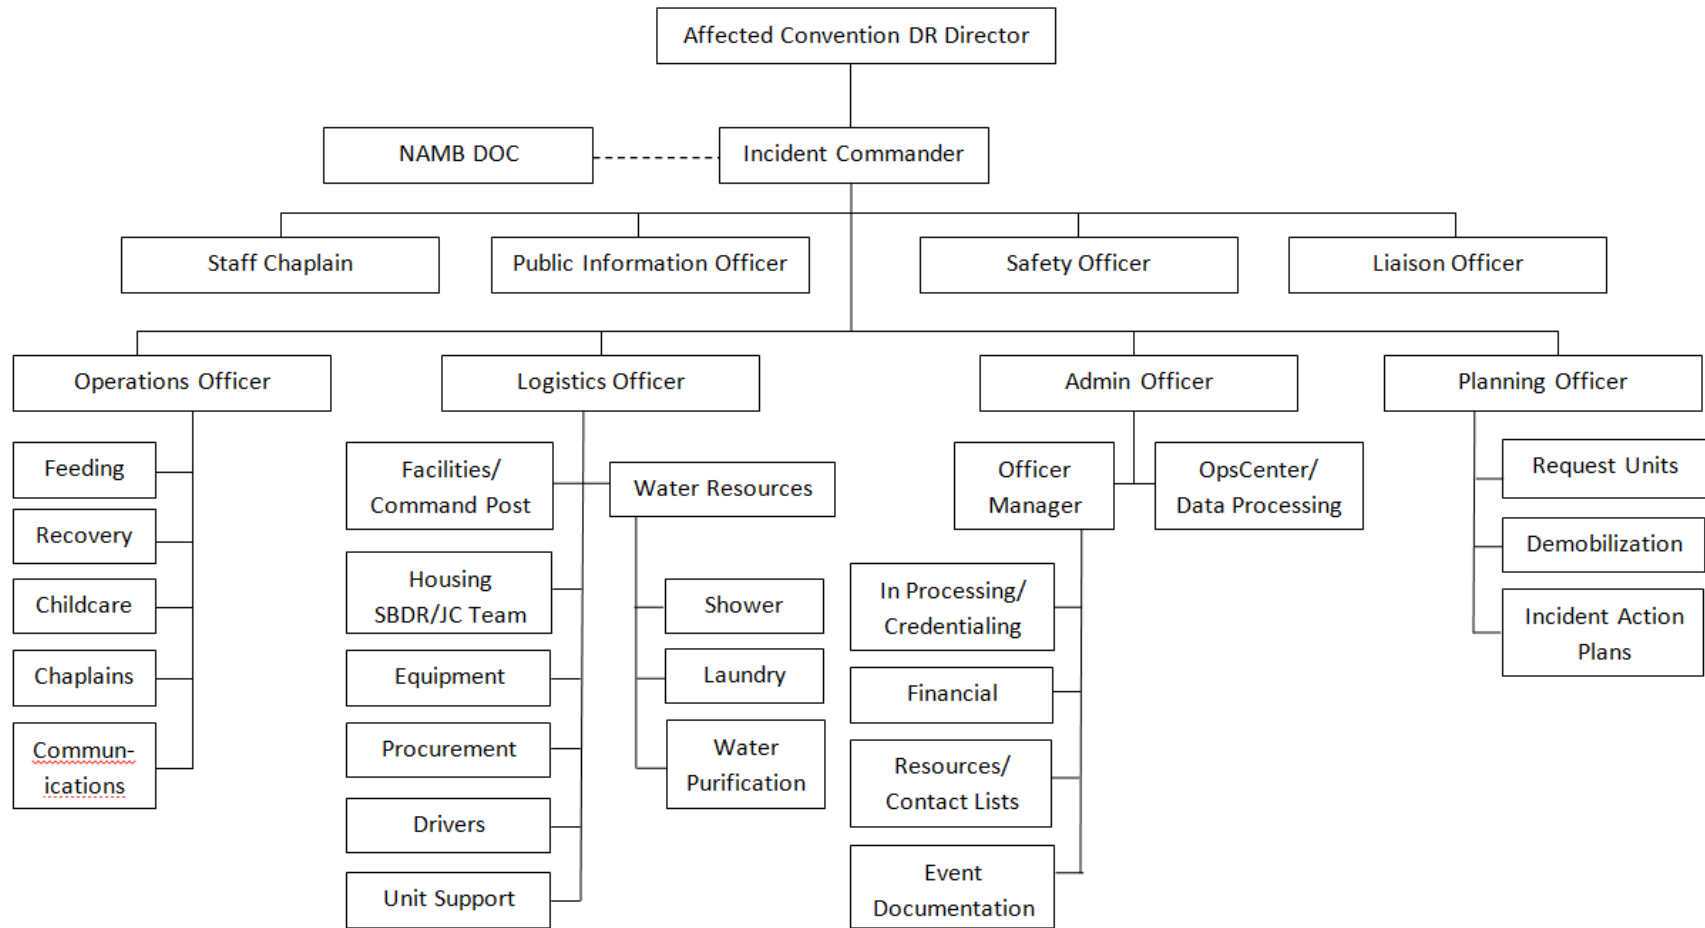 Affected Convention DR Director
NAMB DOC
Incident Commander
Staff Chaplain
Public Information Officer
Safety Officer
Liaison Officer
Operations Officer
Logistics Officer
Admin Officer
Planning Officer
Feeding
Recovery
Childcare
Chaplains
Commun-
ications
Facilities/
Command Post
Housing
SBDR/JC Team
Equipment
Procurement
Drivers
Unit Support
Water Resources
Shower
Laundry
Water
Purification
Officer
Manager
OpsCenter/
Data Processing
In Processing/
Credentialing
Financial
Resources/
Contact Lists
Event
Documentation
Request Units
Demobilization
Incident Action
Plans